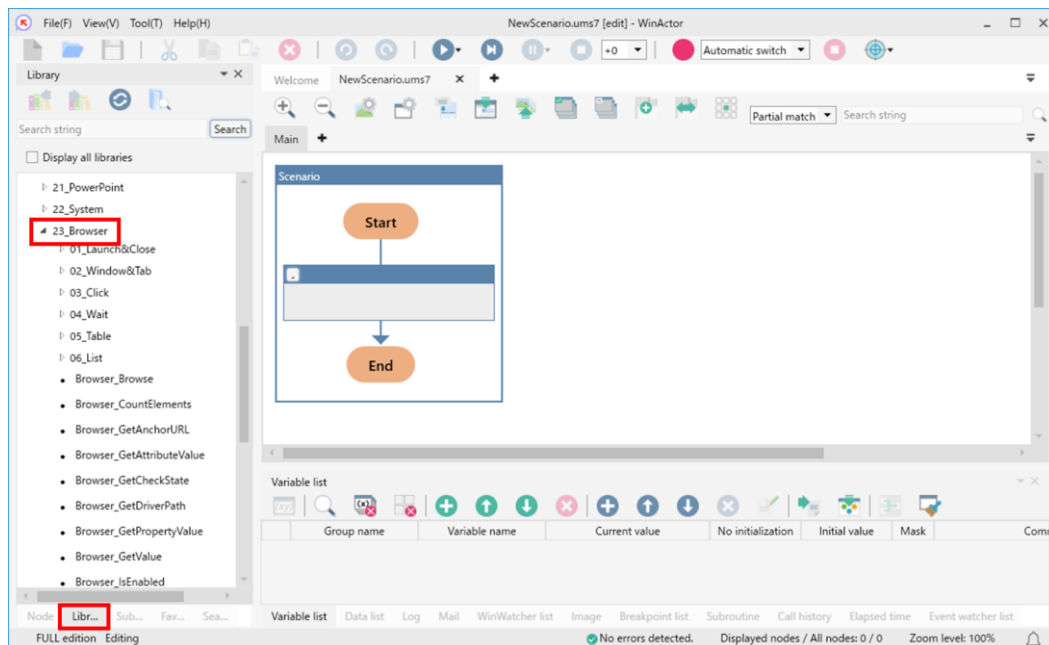 File(F) View(V) Tool(T) Help(H) NewScenario.ums7 [edit] - WinActor
+0 Automatic switch
Library
Welcome NewScenario.ums7
Search string Search
Partial match Search string
Main
Display all libraries
21_PowerPoint
22_System
23_Browser
01_Launch&Close
02_Window&Tab
03_Click
04_Wait
05_Table
06_List
Browser_Browse
Browser_CountElements
Browser_GetAnchorURL
Browser_GetAttributeValue
Browser_GetCheckState
Browser_GetDriverPath
Browser_GetPropertyValue
Browser_GetValue
Browser_IsEnabled
Scenario
Start
End
Variable list
Group name Variable name Current value No initialization Initial value Mask Comm
Node Libr... Sub... Fav... Sea...
Variable list Data list Log Mail WinWatcher list Image Breakpoint list Subroutine Call history Elapsed time Event watcher list
FULL edition Editing No errors detected. Displayed nodes / All nodes: 0 / 0 Zoom level: 100%